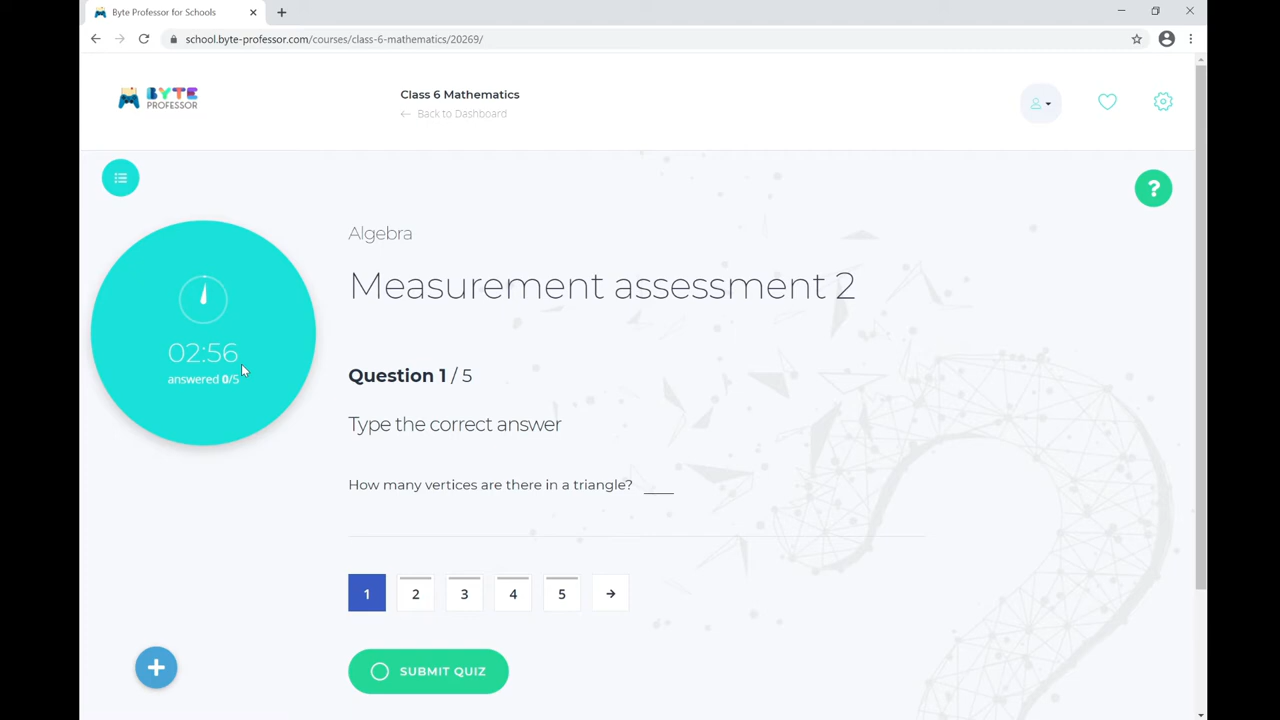 Byte Professor for Schools
school.byte-professor.com/courses/class-6-mathematics/20269/
BYTE
PROFESSOR
Class 6 Mathematics
← Back to Dashboard
?
Algebra
Measurement assessment 2
02:56
answered 0/5
Question 1 / 5
Type the correct answer
How many vertices are there in a triangle? ____
1 2 3 4 5 →
SUBMIT QUIZ